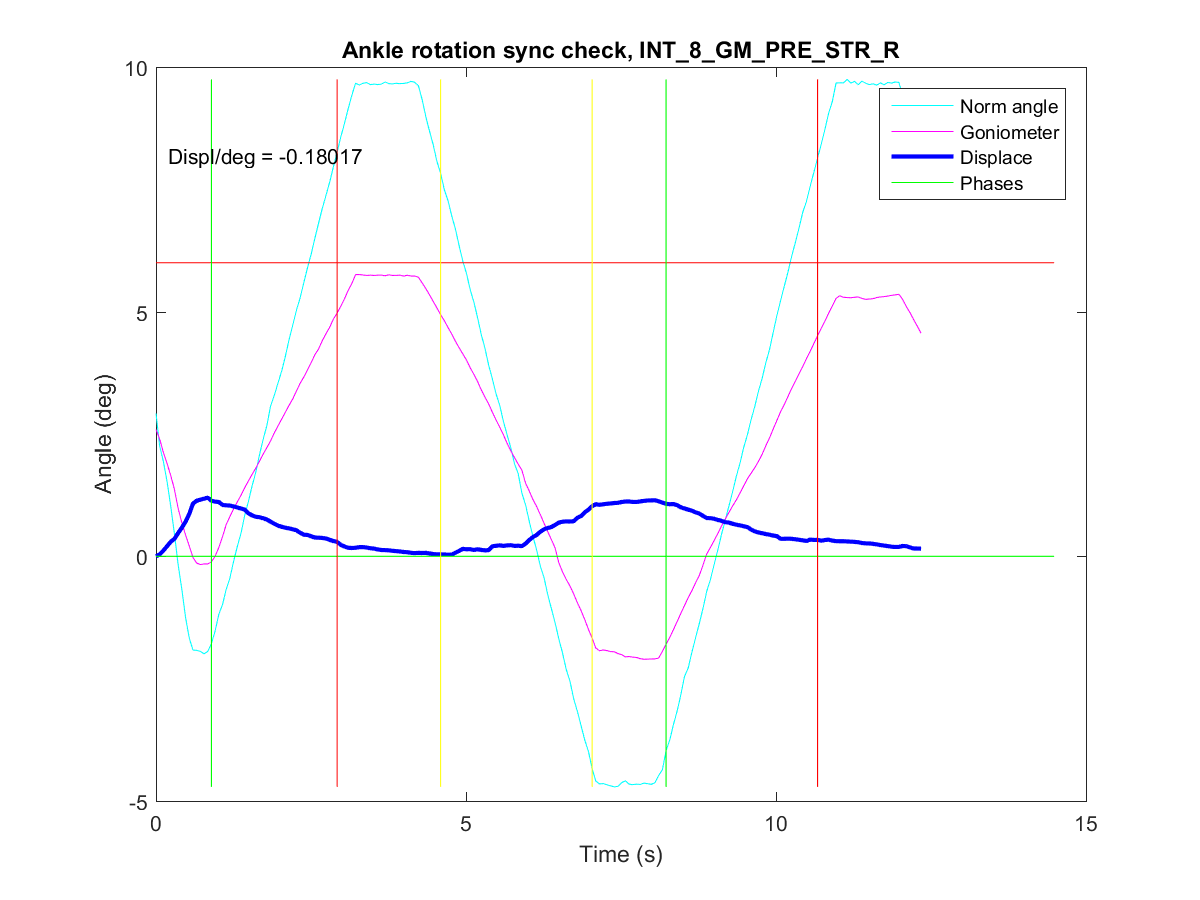 Ankle rotation sync check, INT_8_GM_PRE_STR_R
10
Norm angle
Goniometer
Displace
Phases
Displ/deg = -0.18017
5
0
-5
Angle (deg)
0
5
10
15
Time (s)